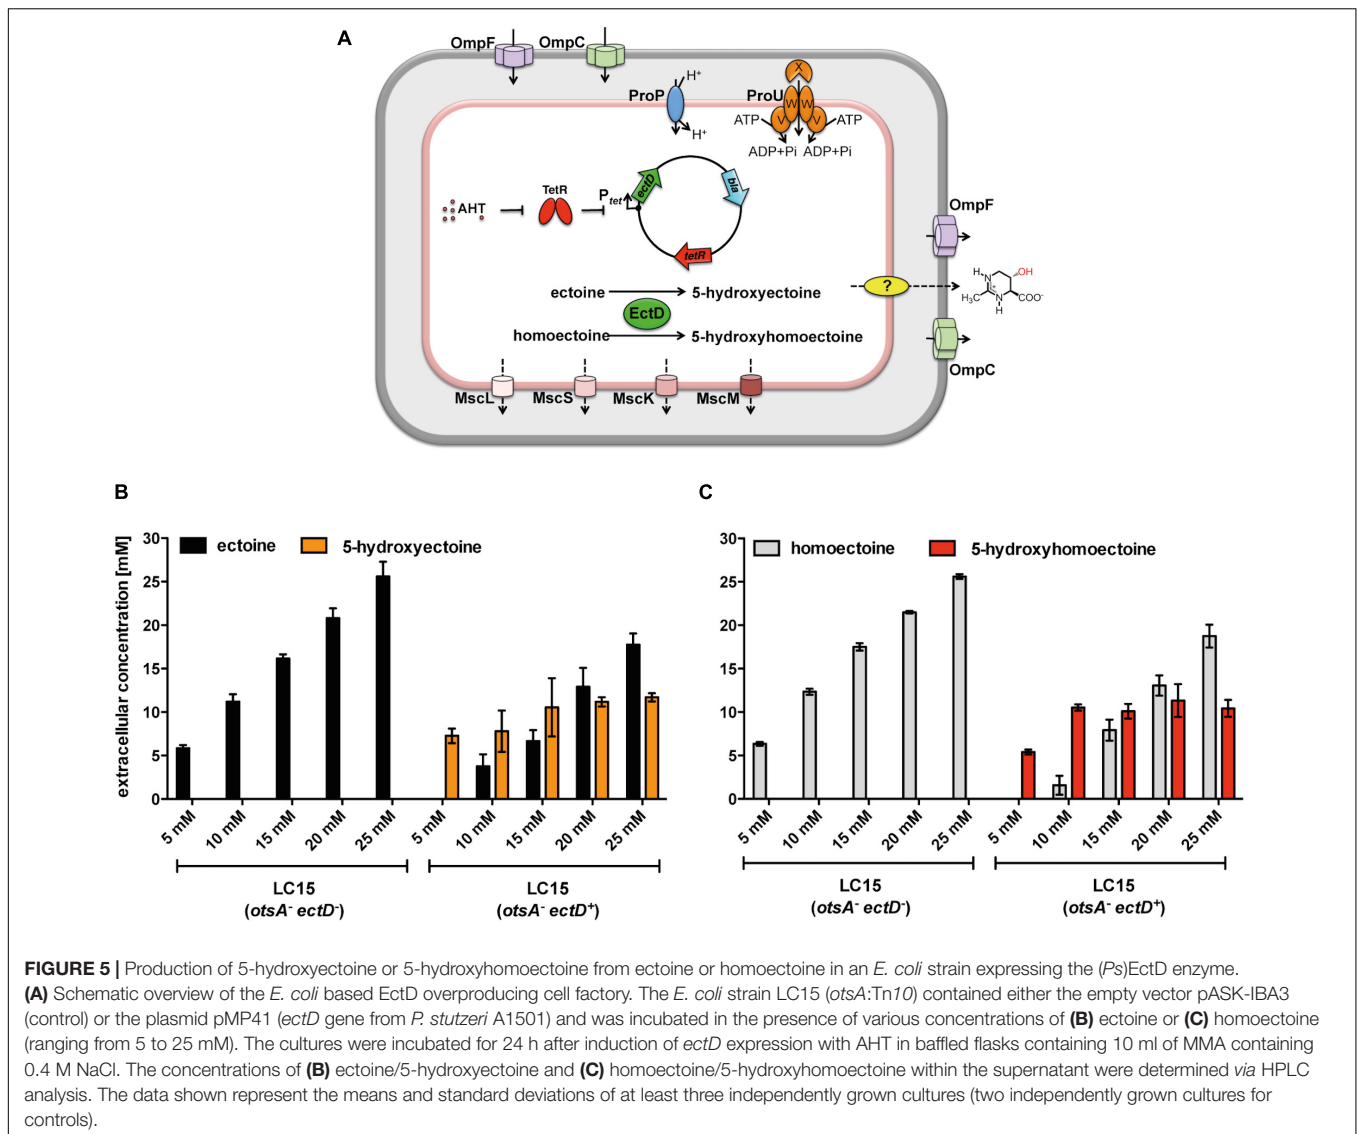 A
OmpF OmpC
H+
ProP ProU X
W W
V V
ATP ATP
H+
ADP+Pi ADP+Pi
AHT TetR Ptet ectD bla
tetR
OmpF
ectoine 5-hydroxyectoine ?
EctD
homoectoine 5-hydroxyhomoectoine
H N OH
H3C N + COO-
H
OmpC
MscL MscS MscK MscM
B
extracellular concentration [mM]
30
25
20
15
10
5
0
ectoine 5-hydroxyectoine
5 mM 10 mM 15 mM 20 mM 25 mM 5 mM 10 mM 15 mM 20 mM 25 mM
LC15 LC15
(otsA- ectD-) (otsA- ectD+)
C
30
25
20
15
10
5
0
homoectoine 5-hydroxyhomoectoine
5 mM 10 mM 15 mM 20 mM 25 mM 5 mM 10 mM 15 mM 20 mM 25 mM
LC15 LC15
(otsA- ectD-) (otsA- ectD+)
FIGURE 5 | Production of 5-hydroxyectoine or 5-hydroxyhomoectoine from ectoine or homoectoine in an E. coli strain expressing the (Ps)EctD enzyme.
(A) Schematic overview of the E. coli based EctD overproducing cell factory. The E. coli strain LC15 (otsA:Tn10) contained either the empty vector pASK-IBA3
(control) or the plasmid pMP41 (ectD gene from P. stutzeri A1501) and was incubated in the presence of various concentrations of (B) ectoine or (C) homoectoine
(ranging from 5 to 25 mM). The cultures were incubated for 24 h after induction of ectD expression with AHT in baffled flasks containing 10 ml of MMA containing
0.4 M NaCl. The concentrations of (B) ectoine/5-hydroxyectoine and (C) homoectoine/5-hydroxyhomoectoine within the supernatant were determined via HPLC
analysis. The data shown represent the means and standard deviations of at least three independently grown cultures (two independently grown cultures for
controls).